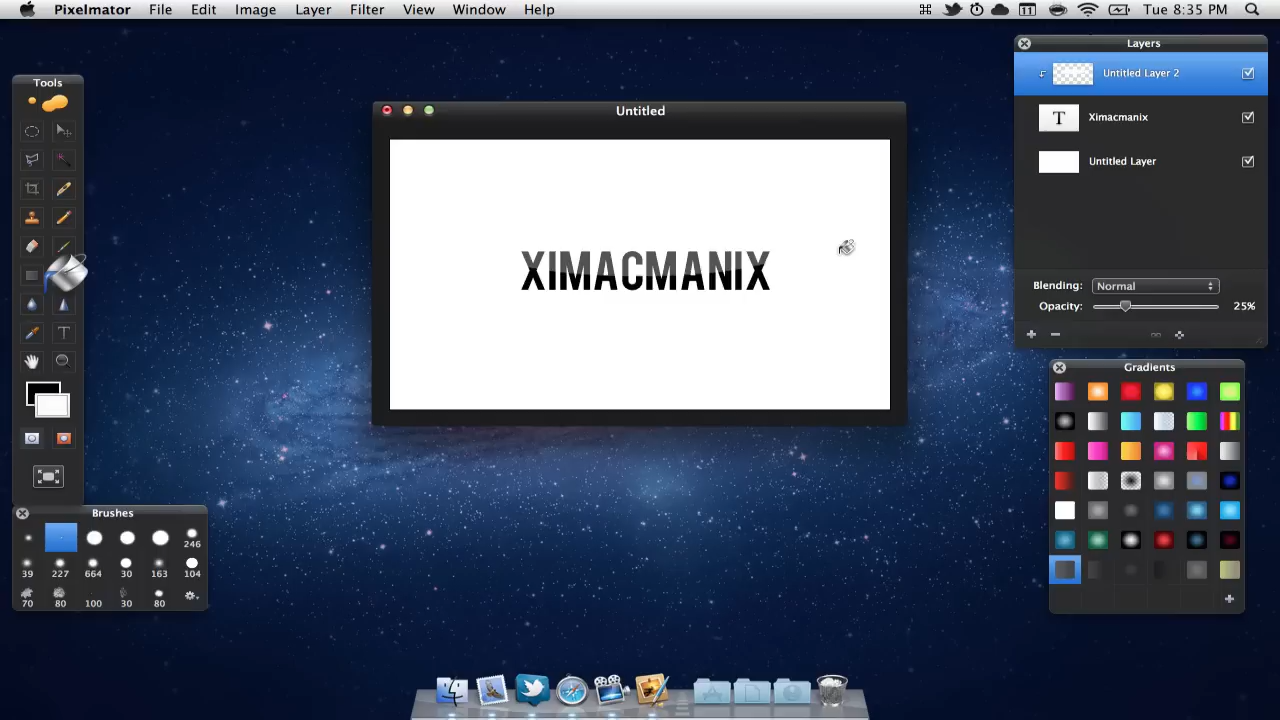 Pixelmator File Edit Image Layer Filter View Window Help
11 Tue 8:35 PM
Tools
T
Untitled
XIMACMANIX
Layers
Untitled Layer 2
T Ximacmanix
Untitled Layer
Blending: Normal
Opacity: 25%
Gradients
Brushes
246
39 227 664 30 163 104
70 80 100 30 80